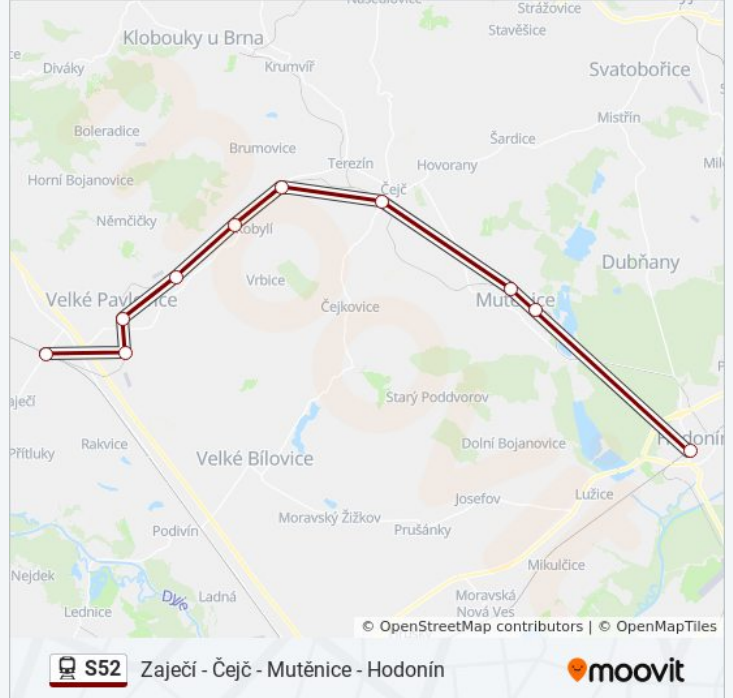 Strážovice
Stavěšice
Klobouky u Brna
Krumvíř
Diváky
Svatobořice
Mistřín
Boleradice
Šardice
Brumovice
Terezín
Hovorany
Horní Bojanovice
Čejč
Němčičky
Kobylí
Dubňany
Vrbice
Velké Pavlovice
Mutěnice
Čejkovice
Starý Poddvorov
Hodonín
Rakvice
Dolní Bojanovice
Přítluky
Velké Bílovice
Josefov
Lužice
Moravský Žižkov
Prušánky
Podivín
Mikulčice
Nejdek
Ladná
Dyje
Moravská
Nová Ves
Lednice
© OpenStreetMap contributors | © OpenMapTiles
S52 Zaječí - Čejč - Mutěnice - Hodonín
moovit